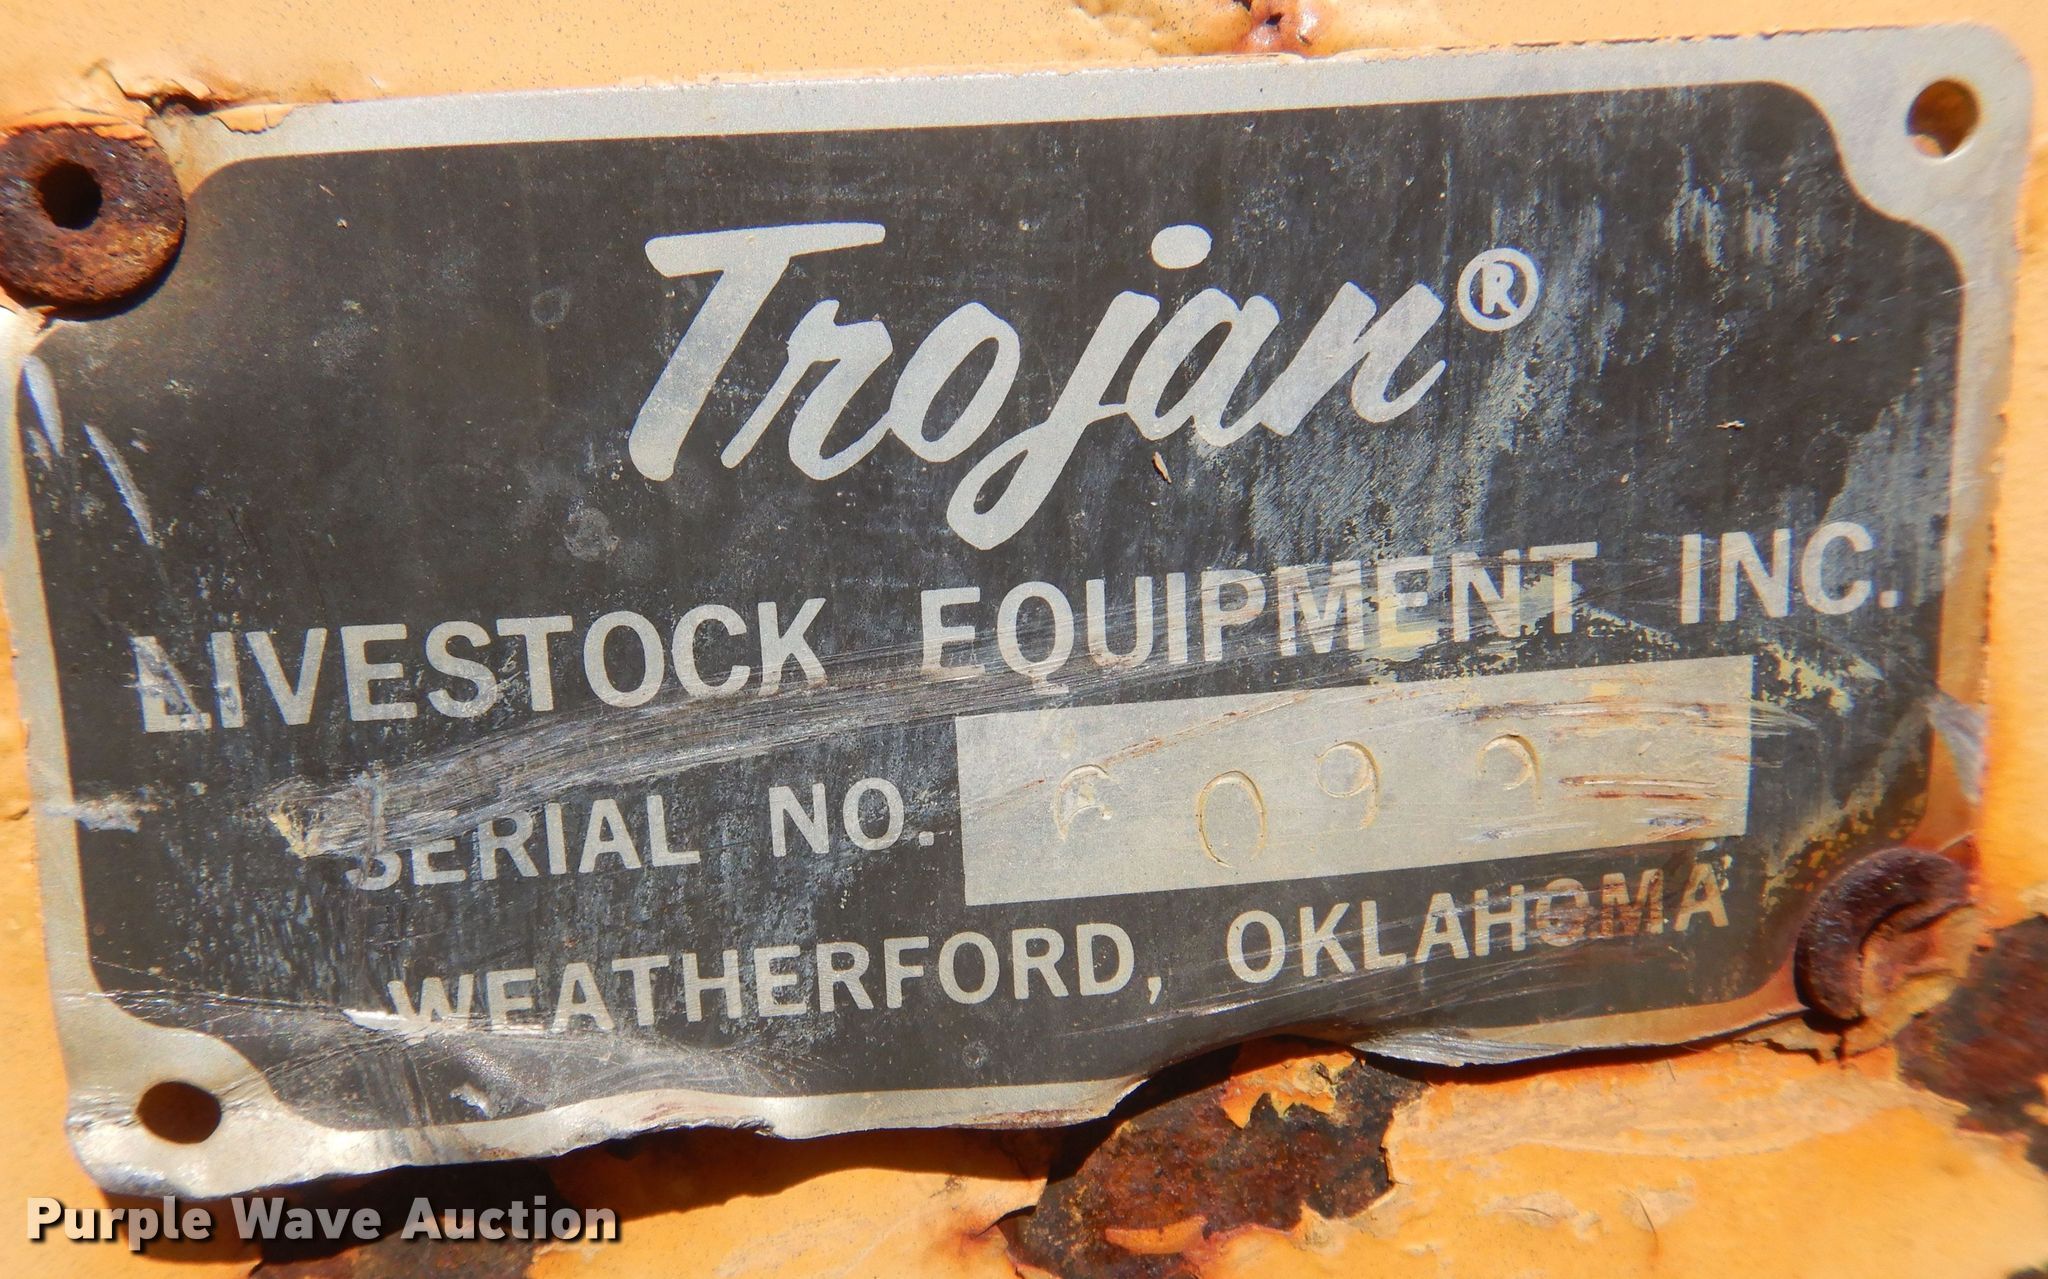 Trojan®
LIVESTOCK EQUIPMENT INC.
SERIAL NO.
WEATHERFORD, OKLAHOMA
Purple Wave Auction